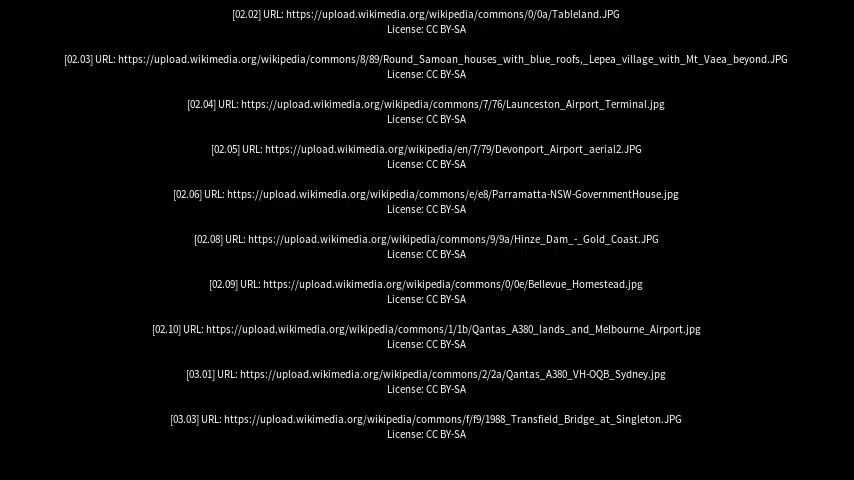 [02.02] URL: https://upload.wikimedia.org/wikipedia/commons/0/0a/Tableland.JPG
License: CC BY-SA
[02.03] URL: https://upload.wikimedia.org/wikipedia/commons/8/89/Round_Samoan_houses_with_blue_roofs,_Lepea_village_with_Mt_Vaea_beyond.JPG
License: CC BY-SA
[02.04] URL: https://upload.wikimedia.org/wikipedia/commons/7/76/Launceston_Airport_Terminal.jpg
License: CC BY-SA
[02.05] URL: https://upload.wikimedia.org/wikipedia/en/7/79/Devonport_Airport_aerial2.JPG
License: CC BY-SA
[02.06] URL: https://upload.wikimedia.org/wikipedia/commons/e/e8/Parramatta-NSW-GovernmentHouse.jpg
License: CC BY-SA
[02.08] URL: https://upload.wikimedia.org/wikipedia/commons/9/9a/Hinze_Dam_-_Gold_Coast.JPG
License: CC BY-SA
[02.09] URL: https://upload.wikimedia.org/wikipedia/commons/0/0e/Bellevue_Homestead.jpg
License: CC BY-SA
[02.10] URL: https://upload.wikimedia.org/wikipedia/commons/1/1b/Qantas_A380_lands_and_Melbourne_Airport.jpg
License: CC BY-SA
[03.01] URL: https://upload.wikimedia.org/wikipedia/commons/2/2a/Qantas_A380_VH-OQB_Sydney.jpg
License: CC BY-SA
[03.03] URL: https://upload.wikimedia.org/wikipedia/commons/f/f9/1988_Transfield_Bridge_at_Singleton.JPG
License: CC BY-SA